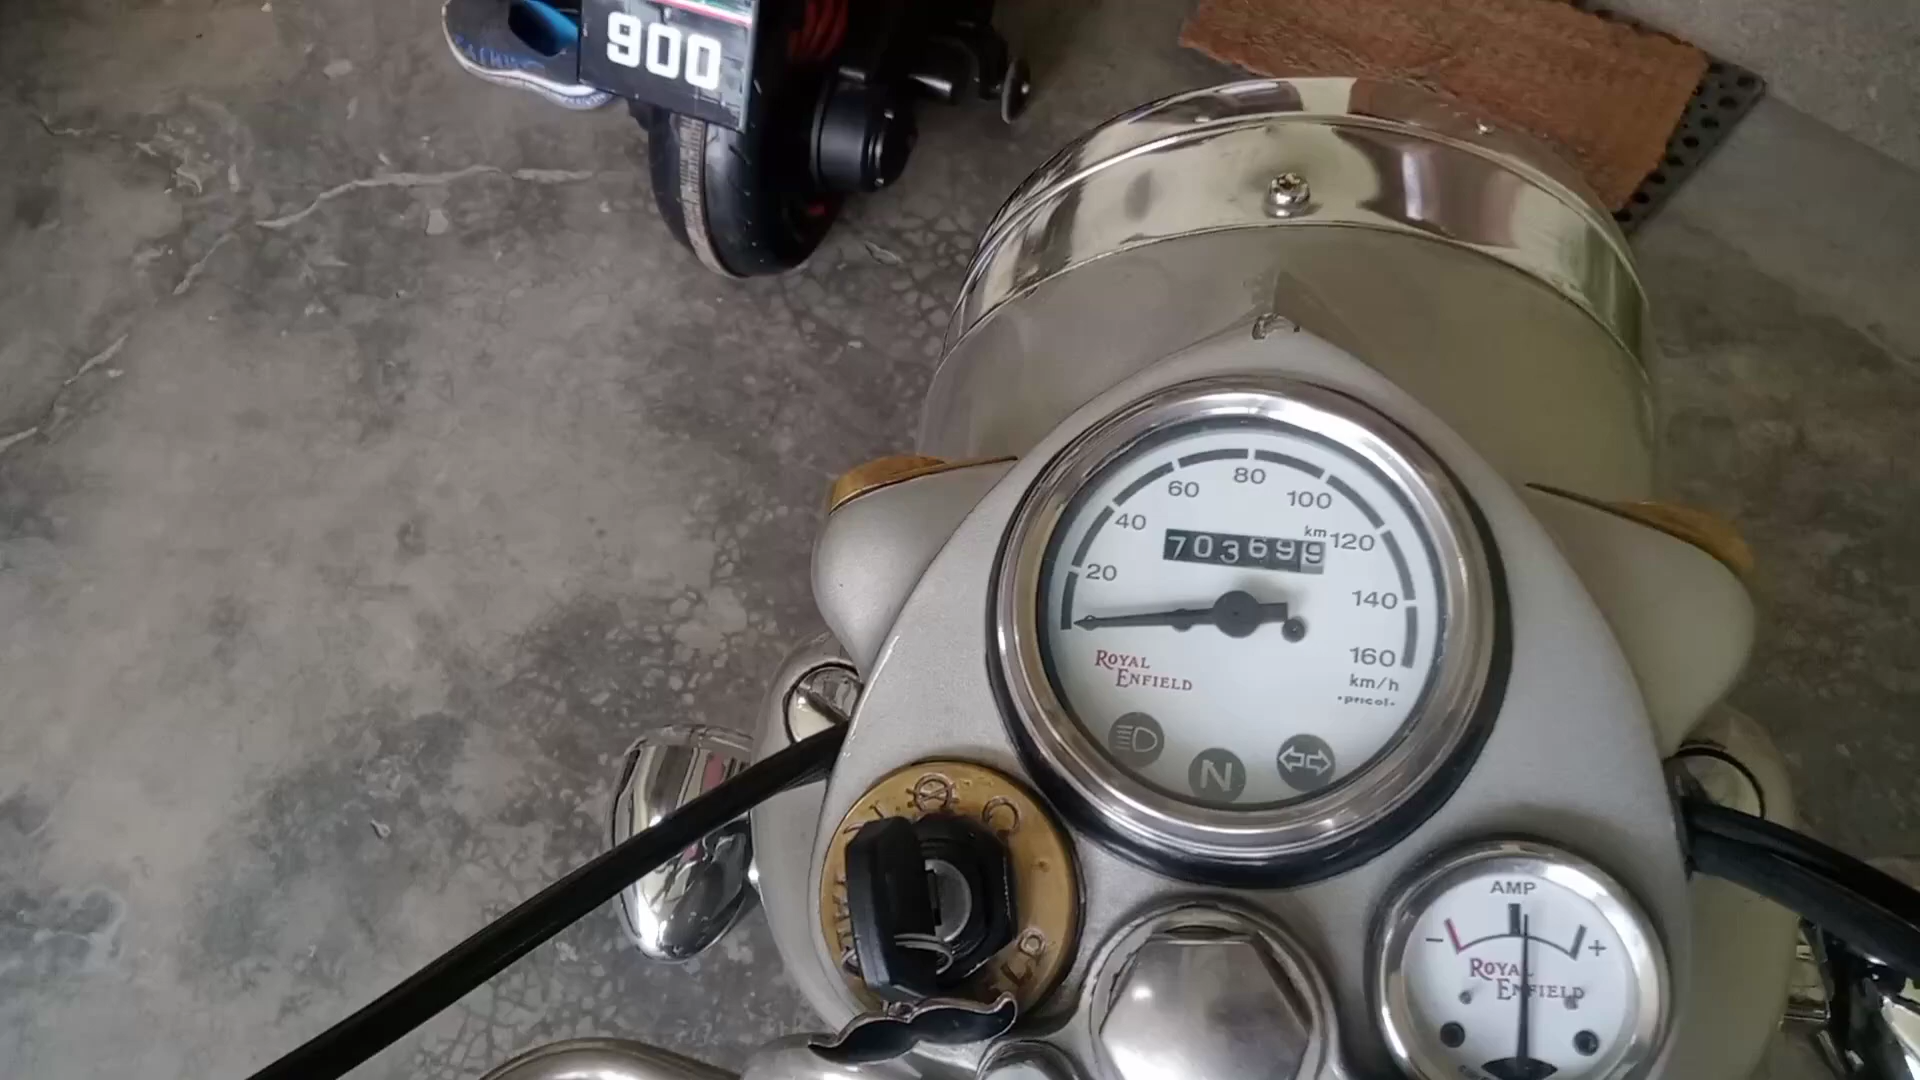 900
80
60
100
40
km
120
703699
20
140
ROYAL
ENFIELD
160
km/h
pricol
N
AMP
- +
ROYAL
ENFIELD